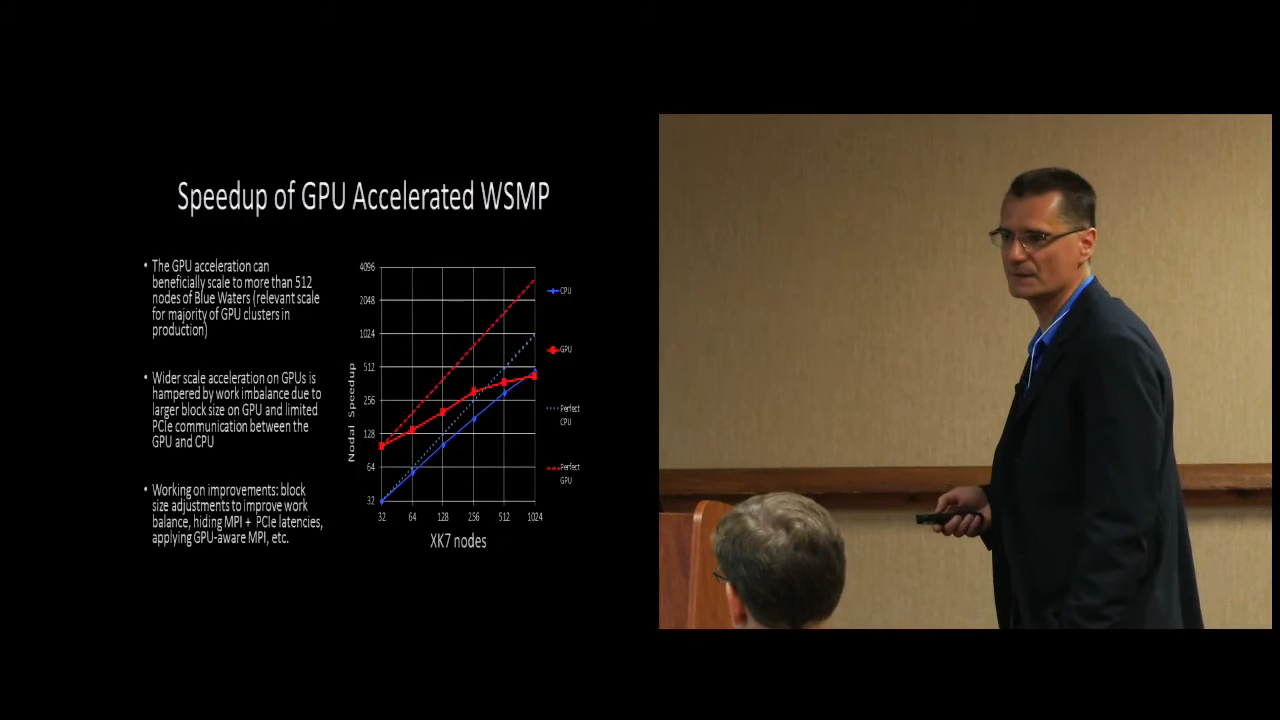 Speedup of GPU Accelerated WSMP
• The GPU acceleration can
beneficially scale to more than 512
nodes of Blue Waters (relevant scale
for majority of GPU clusters in
production)
• Wider scale acceleration on GPUs is
hampered by work imbalance due to
larger block size on GPU and limited
PCIe communication between the
GPU and CPU
• Working on improvements: block
size adjustments to improve work
balance, hiding MPI + PCIe latencies,
applying GPU-aware MPI, etc.
Nodal Speedup
4096
2048
1024
512
256
128
64
32
32 64 128 256 512 1024
XK7 nodes
CPU
GPU
Perfect
CPU
Perfect
GPU